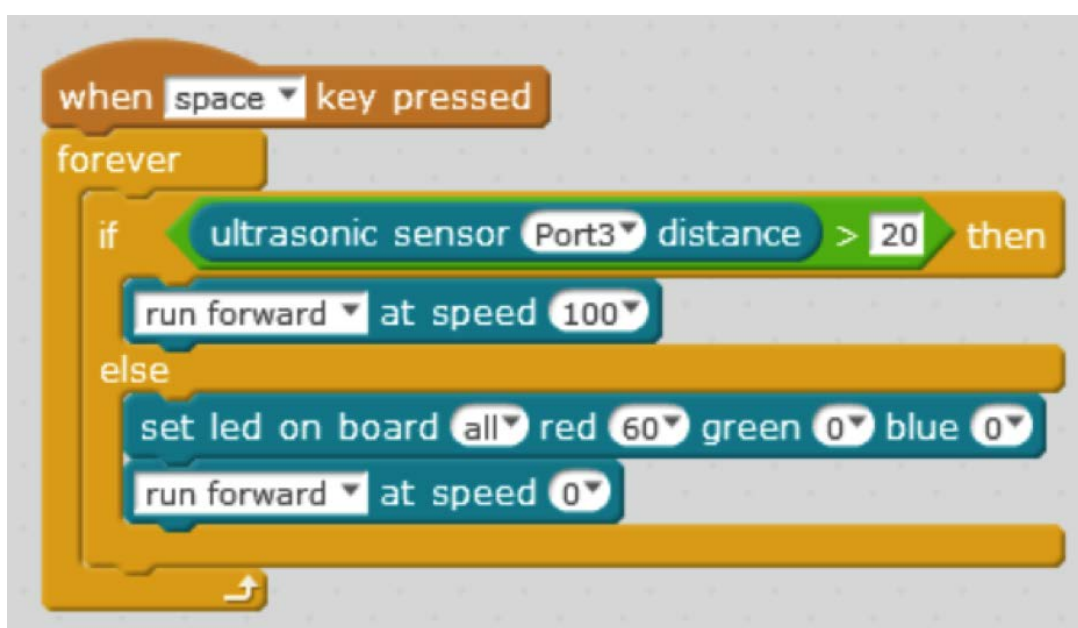 when space key pressed
forever
if ultrasonic sensor Port3 distance > 20 then
run forward at speed 100
else
set led on board all red 60 green 0 blue 0
run forward at speed 0